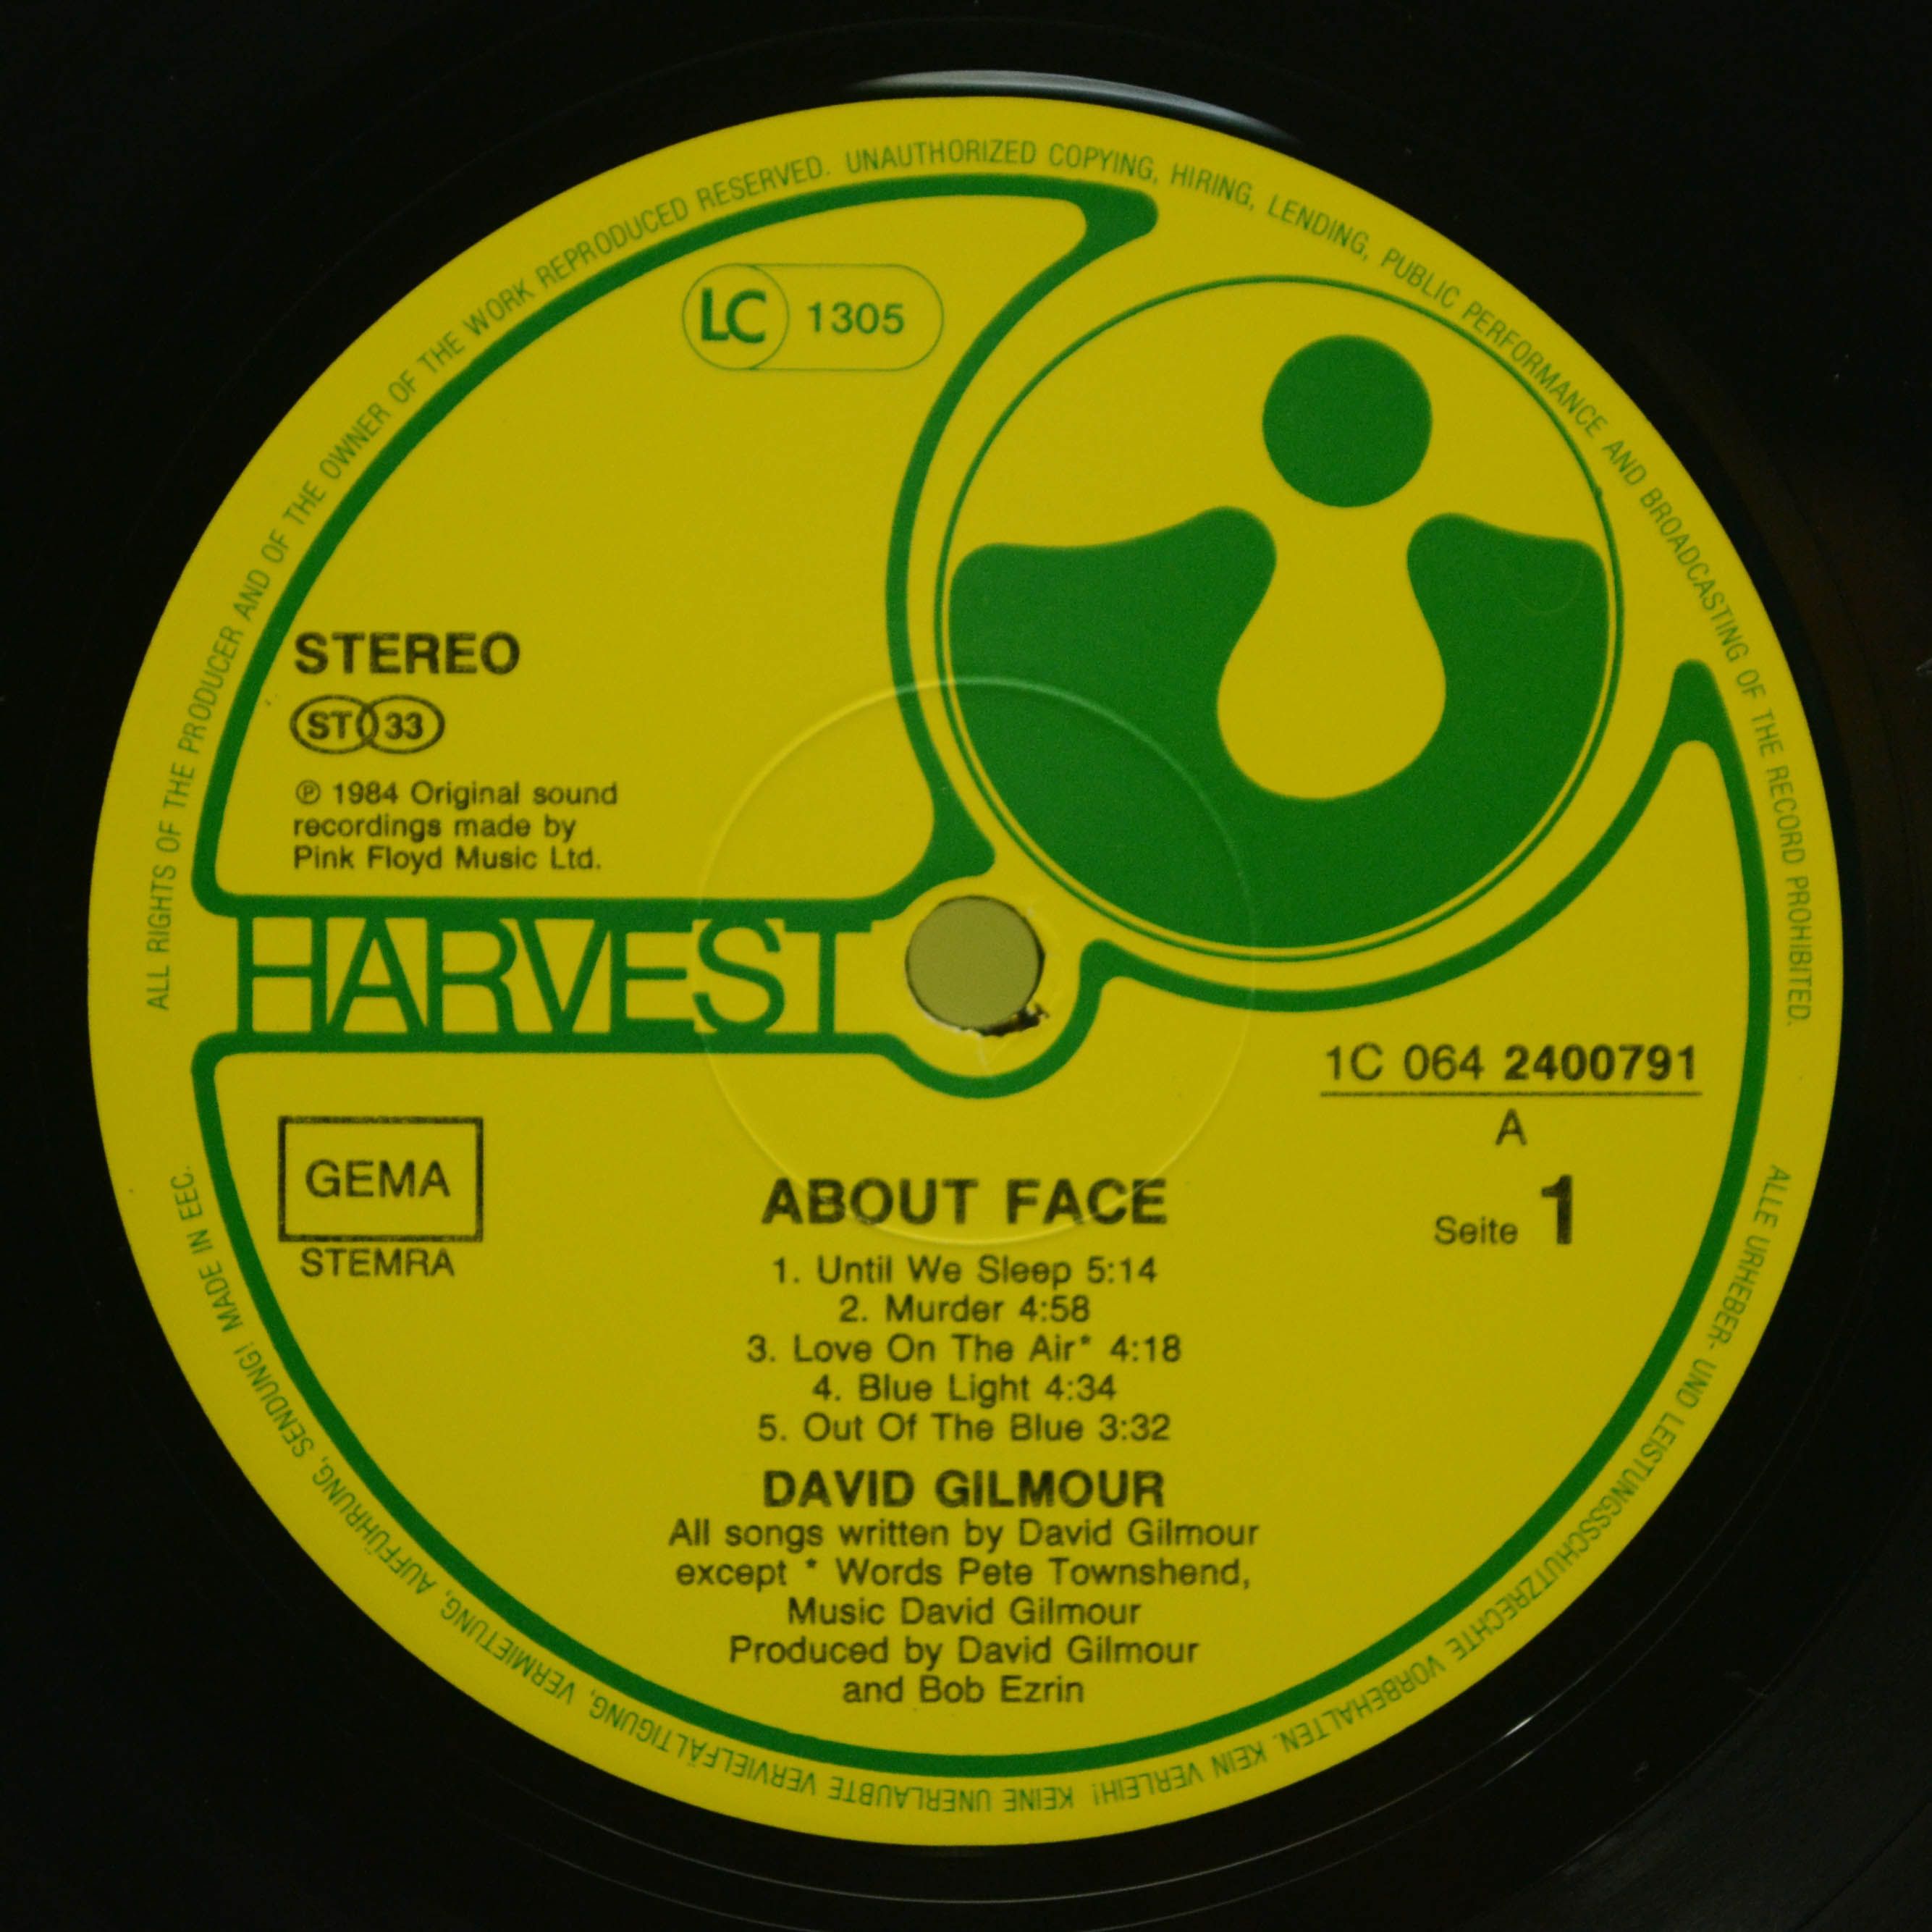 ALL RIGHTS OF THE PRODUCER AND OF THE OWNER OF THE WORK REPRODUCED RESERVED. UNAUTHORIZED COPYING, HIRING, LENDING, PUBLIC PERFORMANCE AND BROADCASTING OF THE RECORD PROHIBITED.
LC 1305
STEREO
ST 33
℗ 1984 Original sound
recordings made by
Pink Floyd Music Ltd.
HARVEST
1C 064 2400791
A
Seite 1
GEMA
STEMRA
ABOUT FACE
1. Until We Sleep 5:14
2. Murder 4:58
3. Love On The Air* 4:18
4. Blue Light 4:34
5. Out Of The Blue 3:32
DAVID GILMOUR
All songs written by David Gilmour
except * Words Pete Townshend,
Music David Gilmour
Produced by David Gilmour
and Bob Ezrin
ALLE URHEBER- UND LEISTUNGSSCHUTZRECHTE VORBEHALTEN. KEIN VERLEIH! KEINE UNERLAUBTE VERVIELFÄLTIGUNG, VERMIETUNG, AUFFÜHRUNG, SENDUNG! MADE IN EEC.